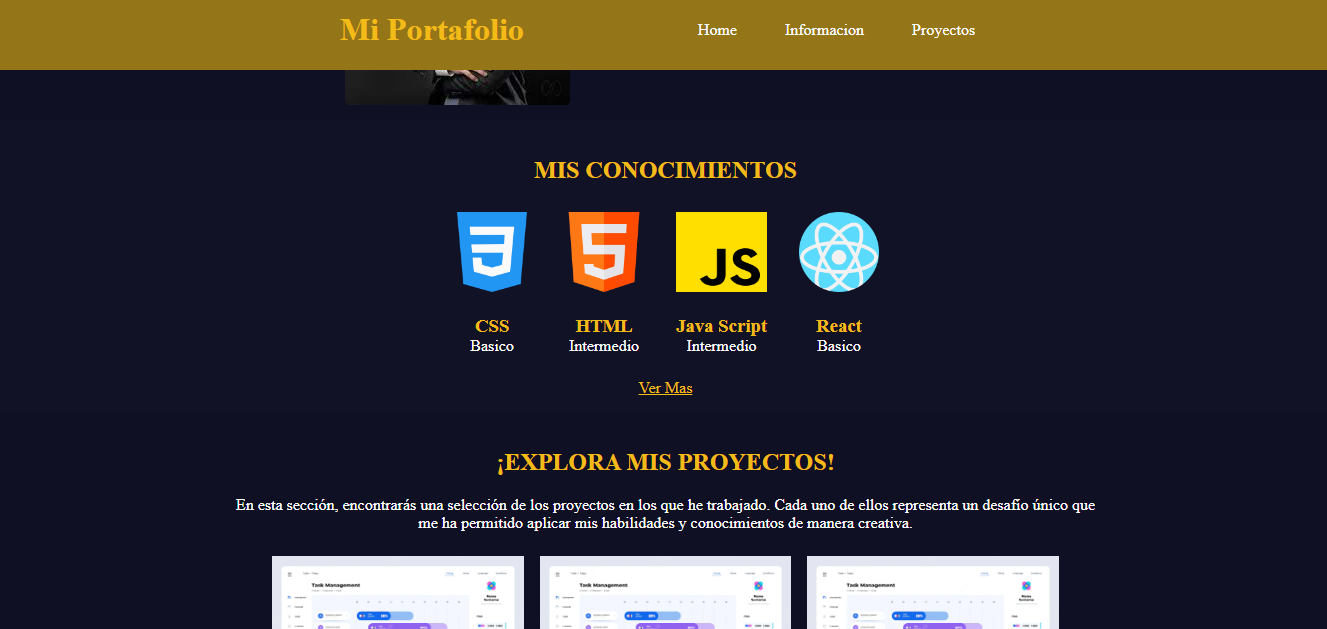 Mi Portafolio
Home Informacion Proyectos
MIS CONOCIMIENTOS
JS
CSS HTML Java Script React
Basico Intermedio Intermedio Basico
Ver Mas
¡EXPLORA MIS PROYECTOS!
En esta sección, encontrarás una selección de los proyectos en los que he trabajado. Cada uno de ellos representa un desafío único que
me ha permitido aplicar mis habilidades y conocimientos de manera creativa.
Task Management Task Management Task Management